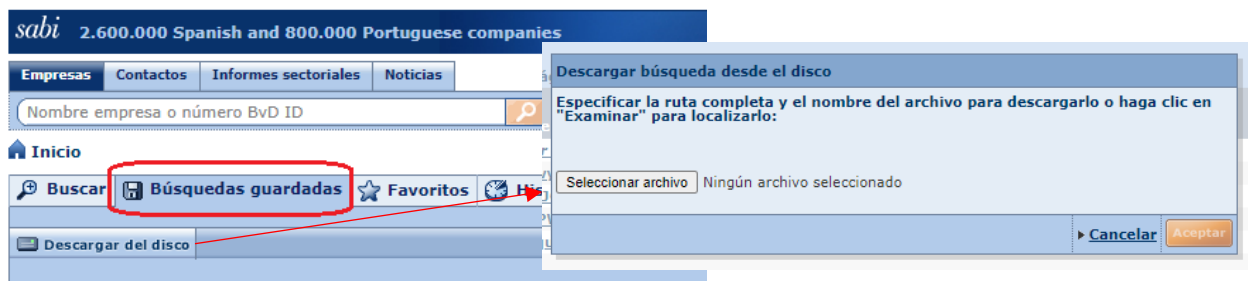 sabi 2.600.000 Spanish and 800.000 Portuguese companies
Empresas Contactos Informes sectoriales Noticias
Nombre empresa o número BvD ID
Inicio
Buscar Búsquedas guardadas Favoritos His
Descargar del disco
Descargar búsqueda desde el disco
Especificar la ruta completa y el nombre del archivo para descargarlo o haga clic en
"Examinar" para localizarlo:
Seleccionar archivo Ningún archivo seleccionado
Cancelar Aceptar